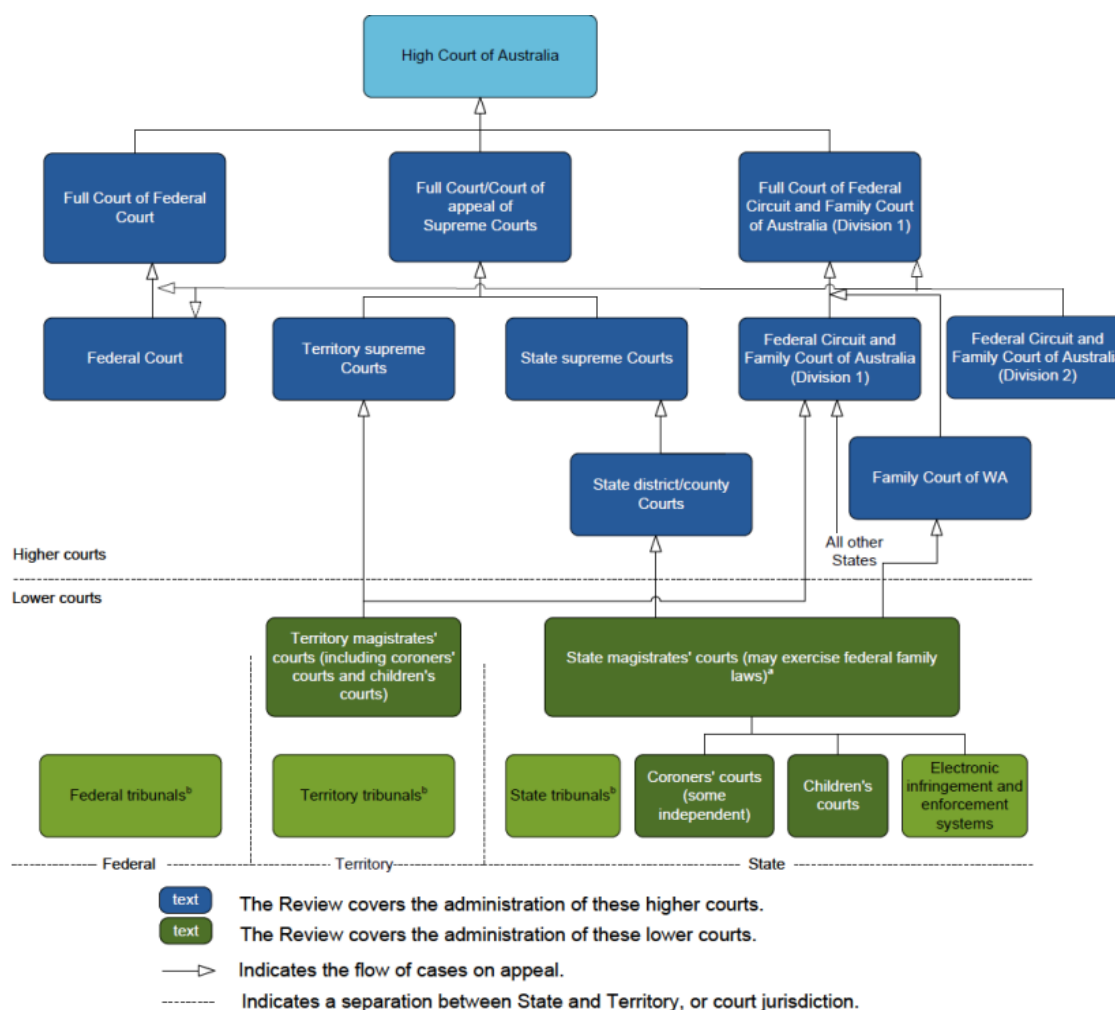 High Court of Australia
Full Court of Federal
Court
Full Court/Court of
appeal of
Supreme Courts
Full Court of Federal
Circuit and Family Court
of Australia (Division 1)
Federal Court
Territory supreme
Courts
State supreme Courts
Federal Circuit and
Family Court of Australia
(Division 1)
Federal Circuit and
Family Court of Australia
(Division 2)
State district/county
Courts
Family Court of WA
All other
States
Higher courts
Lower courts
Territory magistrates'
courts (including coroners'
courts and children's
courts)
State magistrates' courts (may exercise federal family
laws)ª
Federal tribunalsᵇ
Territory tribunalsᵇ
State tribunalsᵇ
Coroners' courts
(some
independent)
Children's
courts
Electronic
infringement and
enforcement
systems
Federal
Territory
State
text
The Review covers the administration of these higher courts.
text
The Review covers the administration of these lower courts.
Indicates the flow of cases on appeal.
Indicates a separation between State and Territory, or court jurisdiction.